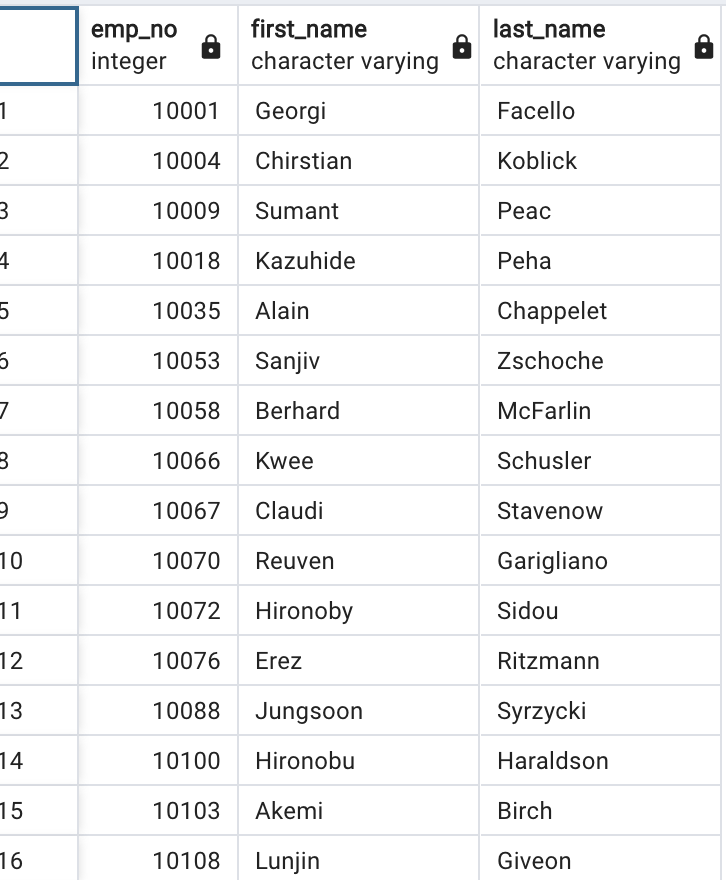 emp_no first_name last_name
integer character varying character varying
1 10001 Georgi Facello
2 10004 Chirstian Koblick
3 10009 Sumant Peac
4 10018 Kazuhide Peha
5 10035 Alain Chappelet
6 10053 Sanjiv Zschoche
7 10058 Berhard McFarlin
8 10066 Kwee Schusler
9 10067 Claudi Stavenow
10 10070 Reuven Garigliano
11 10072 Hironoby Sidou
12 10076 Erez Ritzmann
13 10088 Jungsoon Syrzycki
14 10100 Hironobu Haraldson
15 10103 Akemi Birch
16 10108 Lunjin Giveon